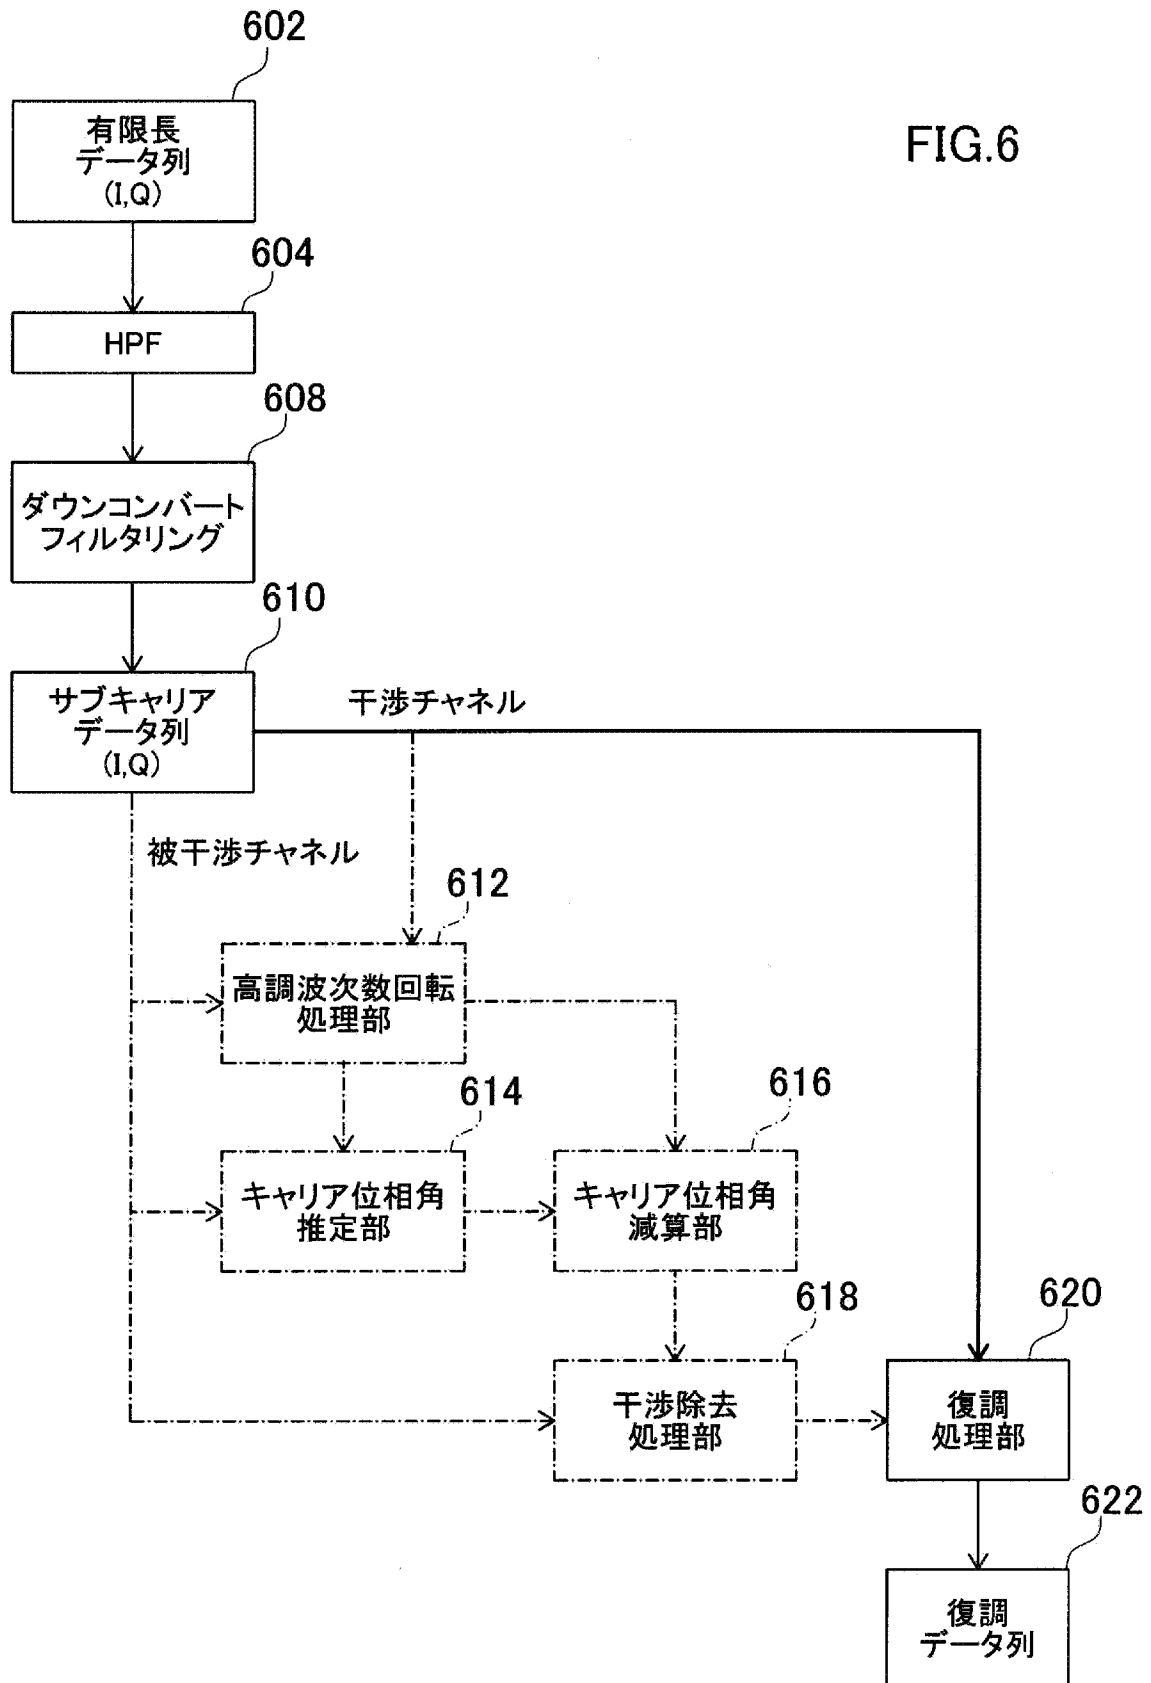 602
有限長
データ列
(I,Q)
FIG.6
604
HPF
608
ダウンコンバート
フィルタリング
610
サブキャリア
データ列
(I,Q)
干渉チャネル
被干渉チャネル
612
高調波次数回転
処理部
614
キャリア位相角
推定部
616
キャリア位相角
減算部
618
干渉除去
処理部
620
復調
処理部
622
復調
データ列